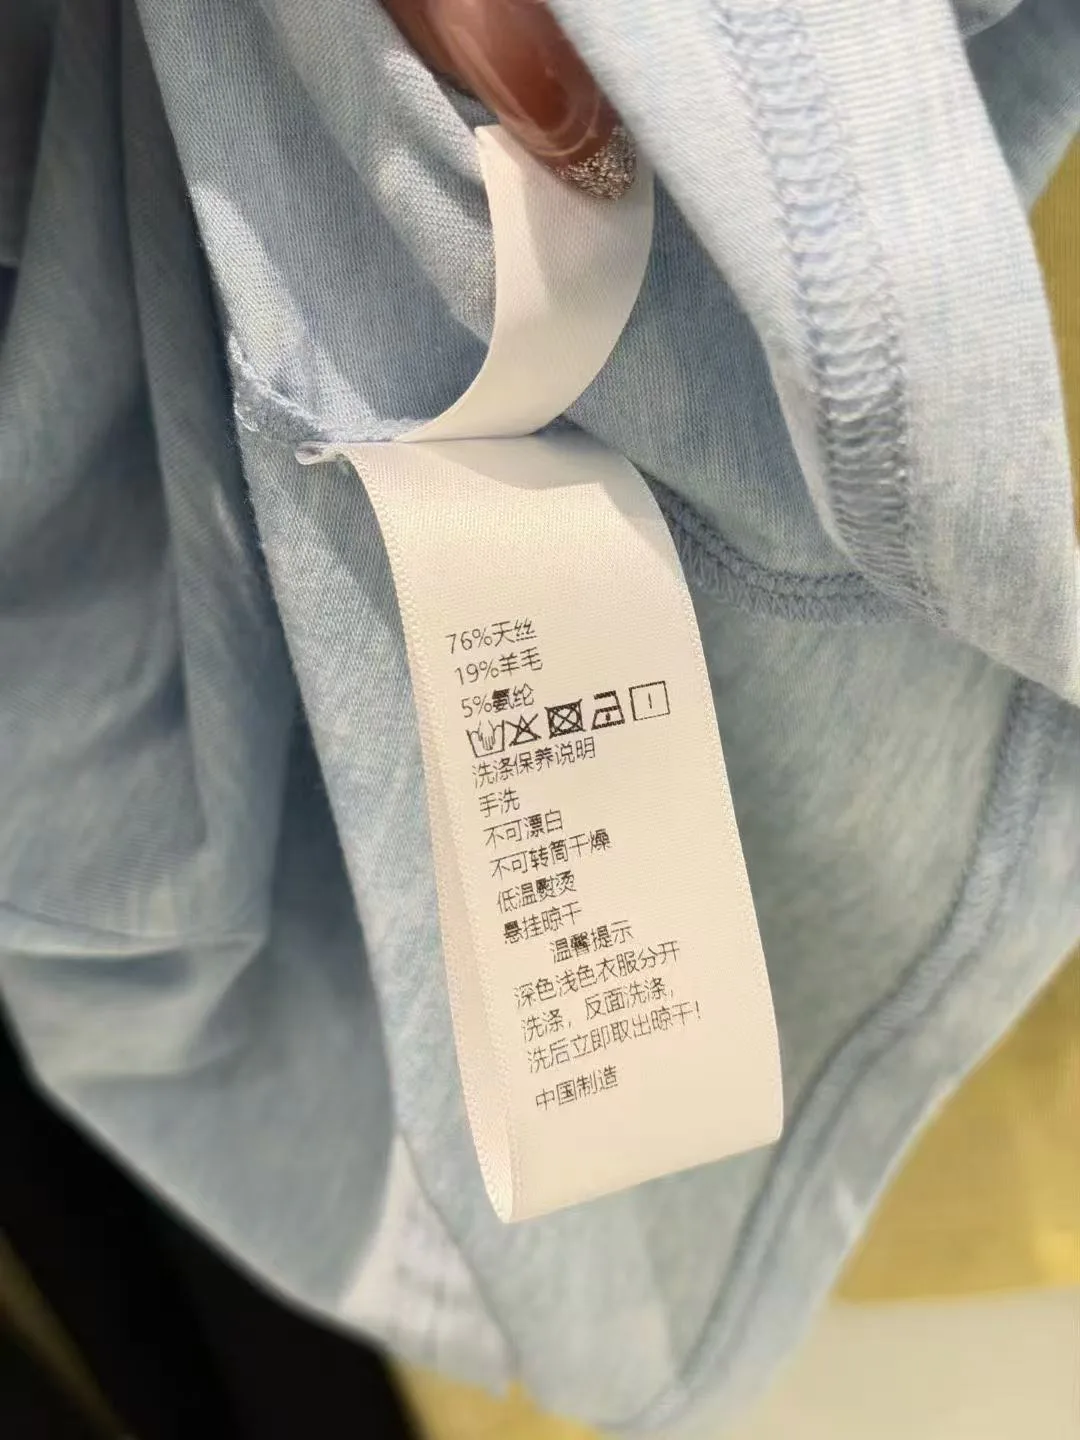 76%天丝
19%羊毛
5%氨纶
洗涤保养说明
手洗
不可漂白
不可转筒干燥
低温熨烫
悬挂晾干
温馨提示
深色浅色衣服分开
洗涤，反面洗涤，
洗后立即取出晾干！
中国制造